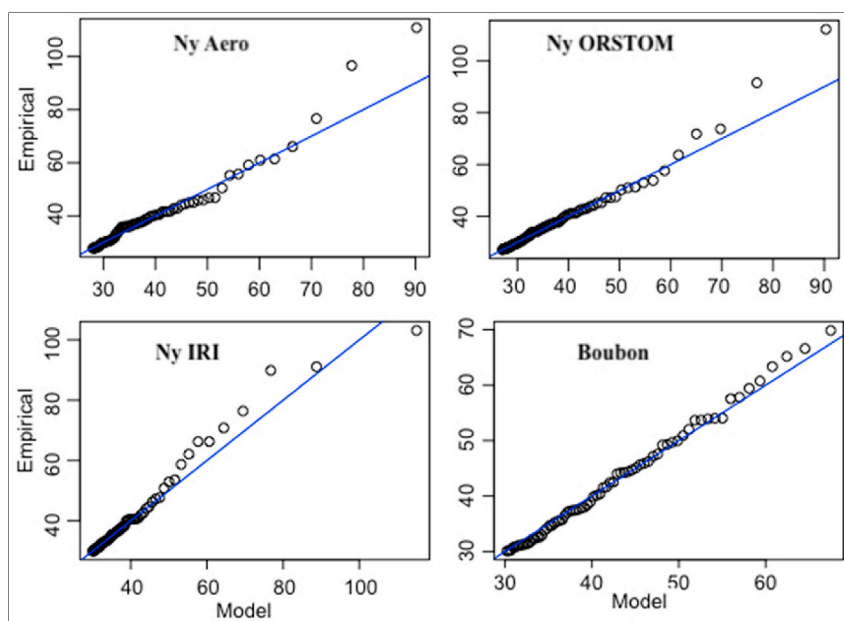 Ny Aero
Empirical
40 60 80 100
30 40 50 60 70 80 90
Ny ORSTOM
40 60 80 100
30 40 50 60 70 80 90
Ny IRI
Empirical
40 60 80 100
40 60 80 100
Model
Boubon
30 40 50 60 70
30 40 50 60
Model